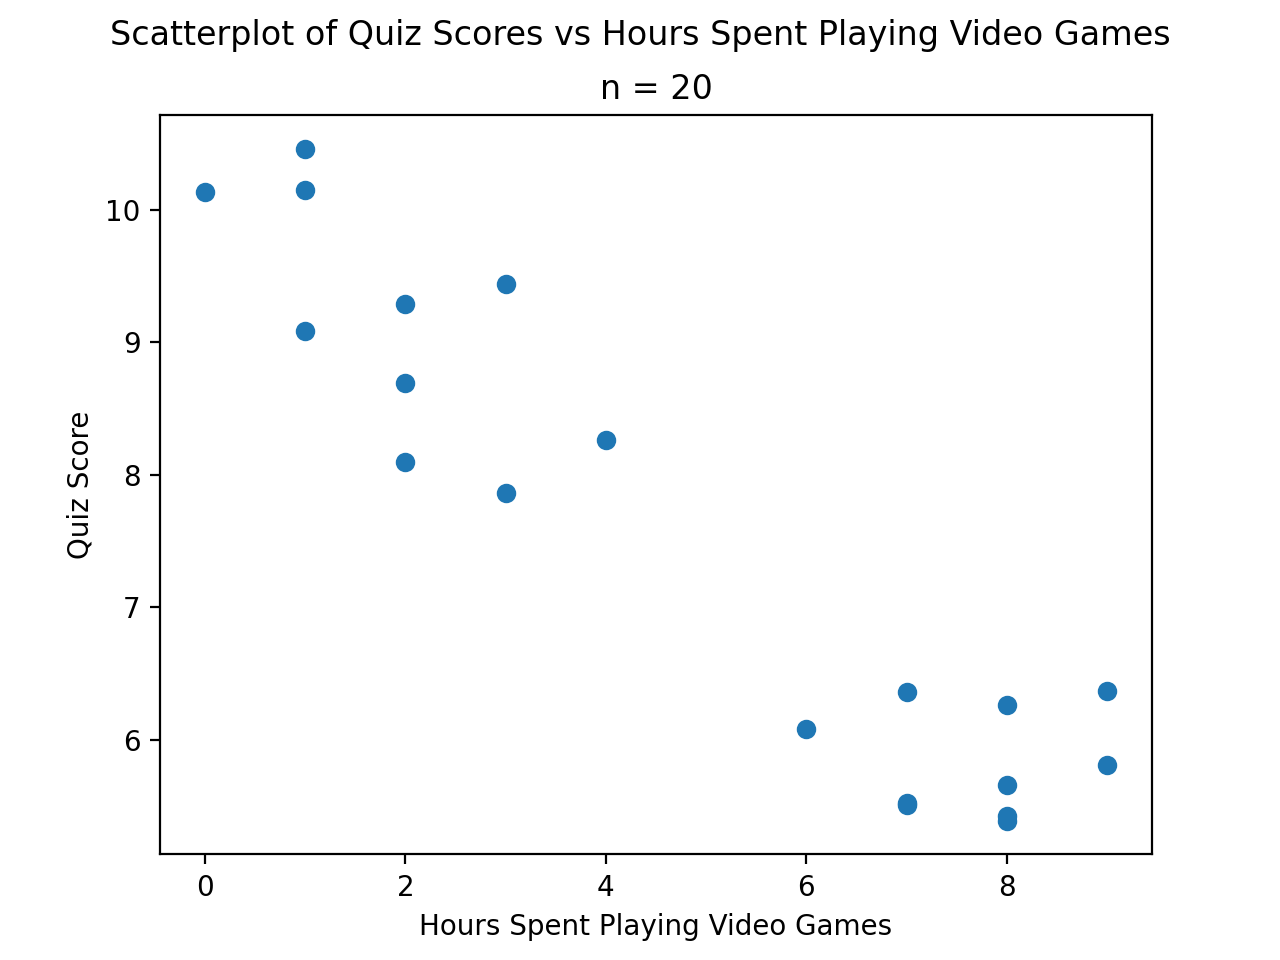 Scatterplot of Quiz Scores vs Hours Spent Playing Video Games
n = 20
10
9
8
7
6
Quiz Score
0 2 4 6 8
Hours Spent Playing Video Games